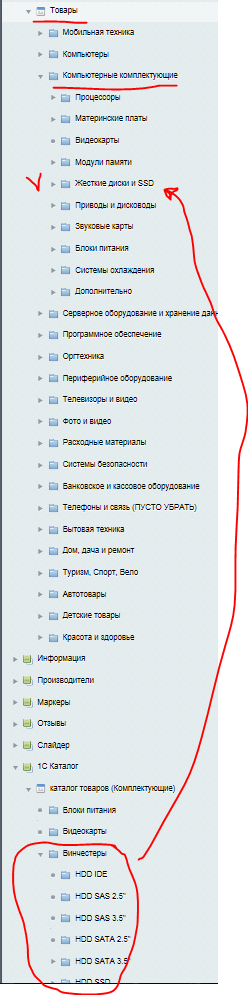 Товары
Мобильная техника
Компьютеры
Компьютерные комплектующие
Процессоры
Материнские платы
Видеокарты
Модули памяти
Жесткие диски и SSD
Приводы и дисководы
Звуковые карты
Блоки питания
Системы охлаждения
Дополнительно
Серверное оборудование и хранение дан
Программное обеспечение
Оргтехника
Периферийное оборудование
Телевизоры и видео
Фото и видео
Расходные материалы
Системы безопасности
Банковское и кассовое оборудование
Телефоны и связь (ПУСТО УБРАТЬ)
Бытовая техника
Дом, дача и ремонт
Туризм, Спорт, Вело
Автотовары
Детские товары
Красота и здоровье
Информация
Производители
Маркеры
Отзывы
Слайдер
1С Каталог
каталог товаров (Комплектующие)
Блоки питания
Видеокарты
Винчестеры
HDD IDE
HDD SAS 2.5"
HDD SAS 3.5"
HDD SATA 2.5"
HDD SATA 3.5"
HDD SSD